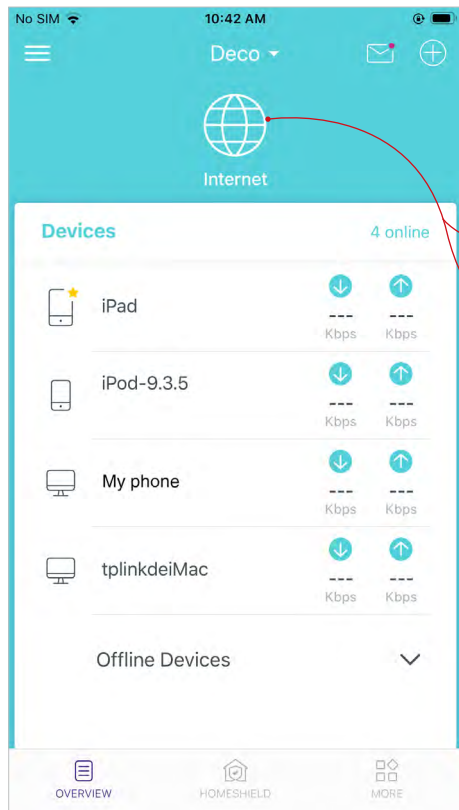 No SIM 10:42 AM
Deco
Internet
Devices 4 online
iPad
--- ---
Kbps Kbps
iPod-9.3.5
--- ---
Kbps Kbps
My phone
--- ---
Kbps Kbps
tplinkdeiMac
--- ---
Kbps Kbps
Offline Devices
OVERVIEW HOMESHIELD MORE